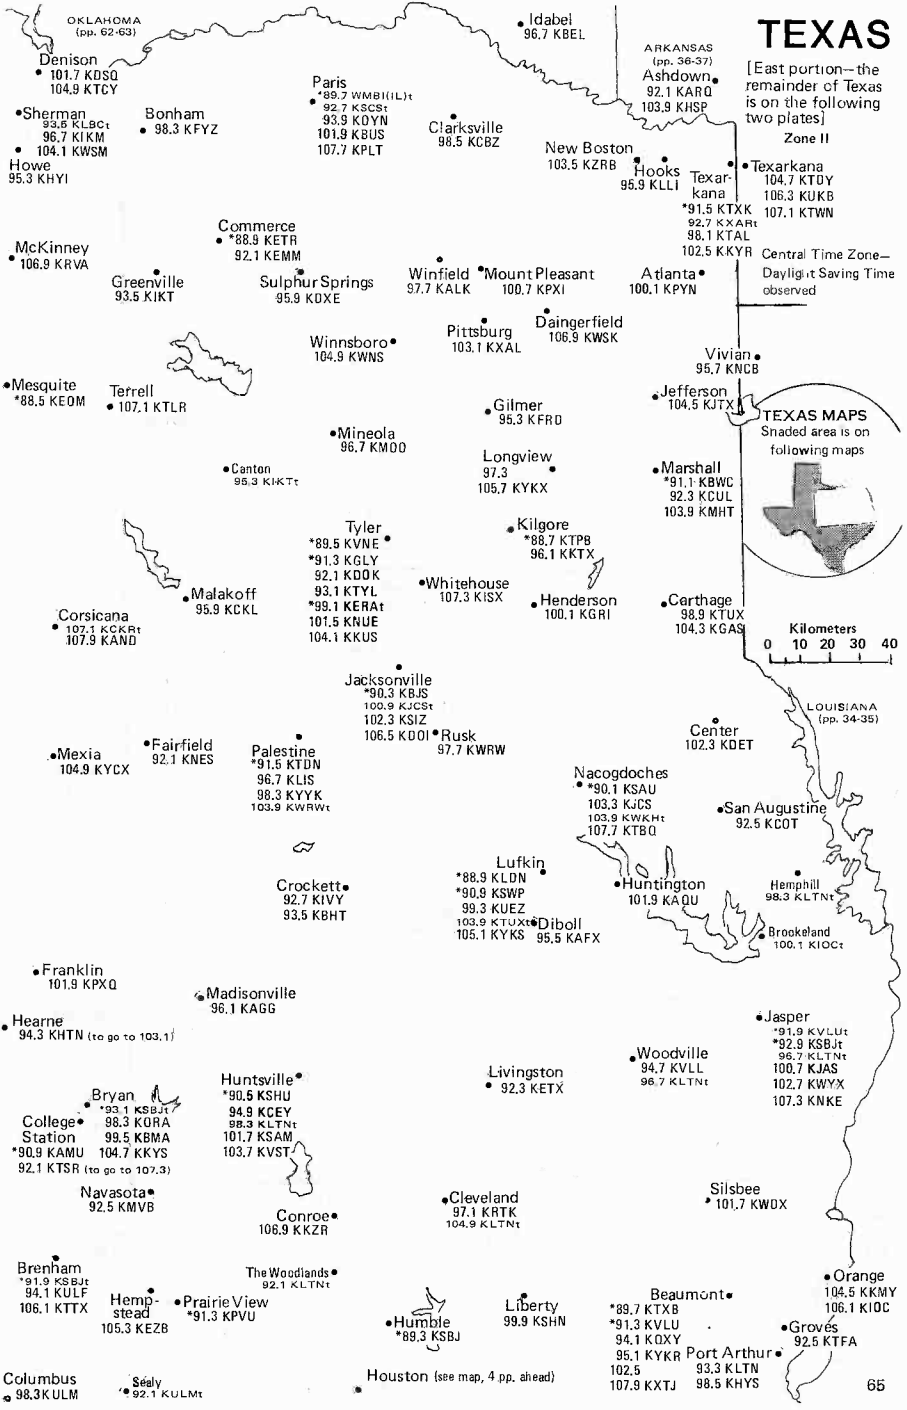 OKLAHOMA
(pp. 62-63)
Idabel
96.7 KBEL
TEXAS
[East portion—the
remainder of Texas
is on the following
two plates]
Zone II
ARKANSAS
(pp. 36-37)
Ashdown
92.1 KARQ
103.9 KHSP
Denison
101.7 KDSQ
104.9 KTCY
Sherman
93.5 KLBCt
96.7 KIKM
104.1 KWSM
Howe
95.3 KHYI
Bonham
98.3 KFYZ
Paris
*89.7 WMBI(IL)t
92.7 KSCSt
93.9 KOYN
101.9 KBUS
107.7 KPLT
Clarksville
98.5 KCBZ
New Boston
103.5 KZRB
Hooks
95.9 KLLI
Texar-
kana
*91.5 KTXK
92.7 KXARt
98.1 KTAL
102.5 KKYR
Texarkana
104.7 KTDY
106.3 KUKB
107.1 KTWN
Central Time Zone—
Daylight Saving Time
observed
McKinney
106.9 KRVA
Commerce
*88.9 KETR
92.1 KEMM
Greenville
93.5 KIKT
Sulphur Springs
95.9 KDXE
Winfield
97.7 KALK
Mount Pleasant
100.7 KPXI
Atlanta
100.1 KPYN
Winnsboro
104.9 KWNS
Pittsburg
103.1 KXAL
Daingerfield
106.9 KWSK
Vivian
95.7 KNCB
Mesquite
*88.5 KEOM
Terrell
107.1 KTLR
Gilmer
95.3 KFRO
Jefferson
104.5 KJTX
TEXAS MAPS
Shaded area is on
following maps
Mineola
96.7 KMOO
Canton
95.3 KIKTt
Longview
97.3
105.7 KYKX
Marshall
*91.1 KBWC
92.3 KCUL
103.9 KMHT
Tyler
*89.5 KVNE
*91.3 KGLY
92.1 KDOK
93.1 KTYL
*99.1 KERAt
101.5 KNUE
104.1 KKUS
Kilgore
*88.7 KTPB
96.1 KKTX
Whitehouse
107.3 KISX
Henderson
100.1 KGRI
Malakoff
95.9 KCKL
Corsicana
107.1 KCKRt
107.9 KAND
Carthage
98.9 KTUX
104.3 KGAS
Kilometers
0 10 20 30 40
Jacksonville
*90.3 KBJS
100.9 KJCSt
102.3 KSIZ
106.5 KOOI
Rusk
97.7 KWRW
LOUISIANA
(pp. 34-35)
Center
102.3 KDET
Mexia
104.9 KYCX
Fairfield
92.1 KNES
Palestine
*91.5 KTDN
96.7 KLIS
98.3 KYYK
103.9 KWRWt
Nacogdoches
*90.1 KSAU
103.3 KJCS
103.9 KWKHt
107.7 KTBQ
San Augustine
92.5 KCOT
Crockett
92.7 KIVY
93.5 KBHT
Lufkin
*88.9 KLDN
*90.9 KSWP
99.3 KUEZ
103.9 KTUXt
105.1 KYKS
Diboll
95.5 KAFX
Huntington
101.9 KAQU
Hemphill
98.3 KLTNt
Brookeland
100.1 KIOCt
Franklin
101.9 KPXQ
Madisonville
96.1 KAGG
Hearne
94.3 KHTN (to go to 103.1)
Jasper
*91.9 KVLUt
*92.9 KSBJt
96.7 KLTNt
100.7 KJAS
102.7 KWYX
107.3 KNKE
Woodville
94.7 KVLL
96.7 KLTNt
Livingston
92.3 KETX
Huntsville
*90.5 KSHU
94.9 KCEY
98.3 KLTNt
101.7 KSAM
103.7 KVST
Bryan
*93.1 KSBJt
98.3 KORA
99.5 KBMA
104.7 KKYS
College
Station
*90.9 KAMU
92.1 KTSR (to go to 107.3)
Navasota
92.5 KMVB
Conroe
106.9 KKZR
Cleveland
97.1 KRTK
104.9 KLTNt
Silsbee
101.7 KWDX
Brenham
*91.9 KSBJt
94.1 KULF
106.1 KTTX
Hemp-
stead
105.3 KEZB
Prairie View
*91.3 KPVU
The Woodlands
92.1 KLTNt
Humble
*89.3 KSBJ
Liberty
99.9 KSHN
Beaumont
*89.7 KTXB
*91.3 KVLU
94.1 KQXY
95.1 KYKR
102.5
107.9 KXTJ
Orange
104.5 KKMY
106.1 KIOC
Groves
92.5 KTFA
Port Arthur
93.3 KLTN
98.5 KHYS
Columbus
98.3 KULM
Sealy
92.1 KULMt
Houston (see map, 4 pp. ahead)
65